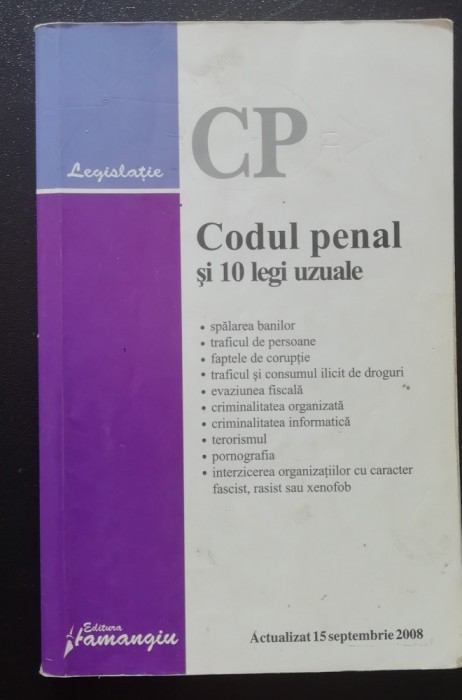 CP
Legislație
Codul penal
și 10 legi uzuale
• spălarea banilor
• traficul de persoane
• faptele de corupție
• traficul și consumul ilicit de droguri
• evaziunea fiscală
• criminalitatea organizată
• criminalitatea informatică
• terorismul
• pornografia
• interzicerea organizațiilor cu caracter
fascist, rasist sau xenofob
Editura
Hamangiu
Actualizat 15 septembrie 2008